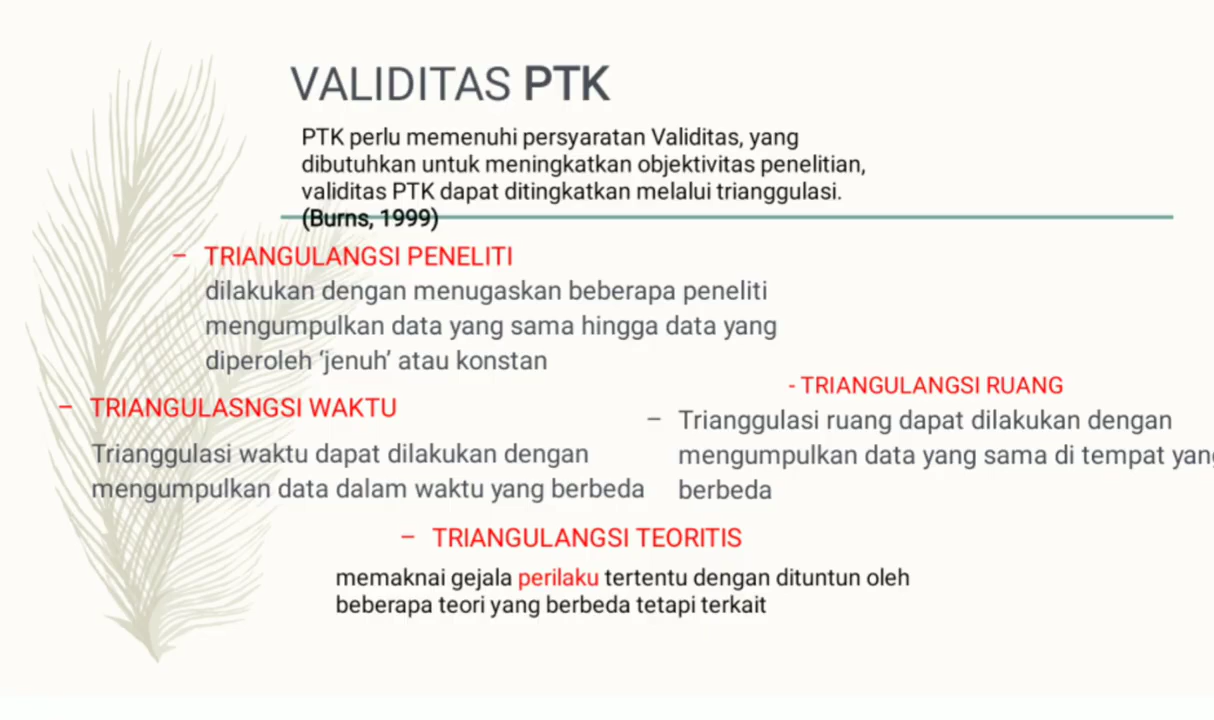 VALIDITAS PTK
PTK perlu memenuhi persyaratan Validitas, yang
dibutuhkan untuk meningkatkan objektivitas penelitian,
validitas PTK dapat ditingkatkan melalui trianggulasi.
(Burns, 1999)
– TRIANGULANGSI PENELITI
dilakukan dengan menugaskan beberapa peneliti
mengumpulkan data yang sama hingga data yang
diperoleh ‘jenuh’ atau konstan
– TRIANGULASNGSI WAKTU
Trianggulasi waktu dapat dilakukan dengan
mengumpulkan data dalam waktu yang berbeda
- TRIANGULANGSI RUANG
– Trianggulasi ruang dapat dilakukan dengan
mengumpulkan data yang sama di tempat yang
berbeda
– TRIANGULANGSI TEORITIS
memaknai gejala perilaku tertentu dengan dituntun oleh
beberapa teori yang berbeda tetapi terkait